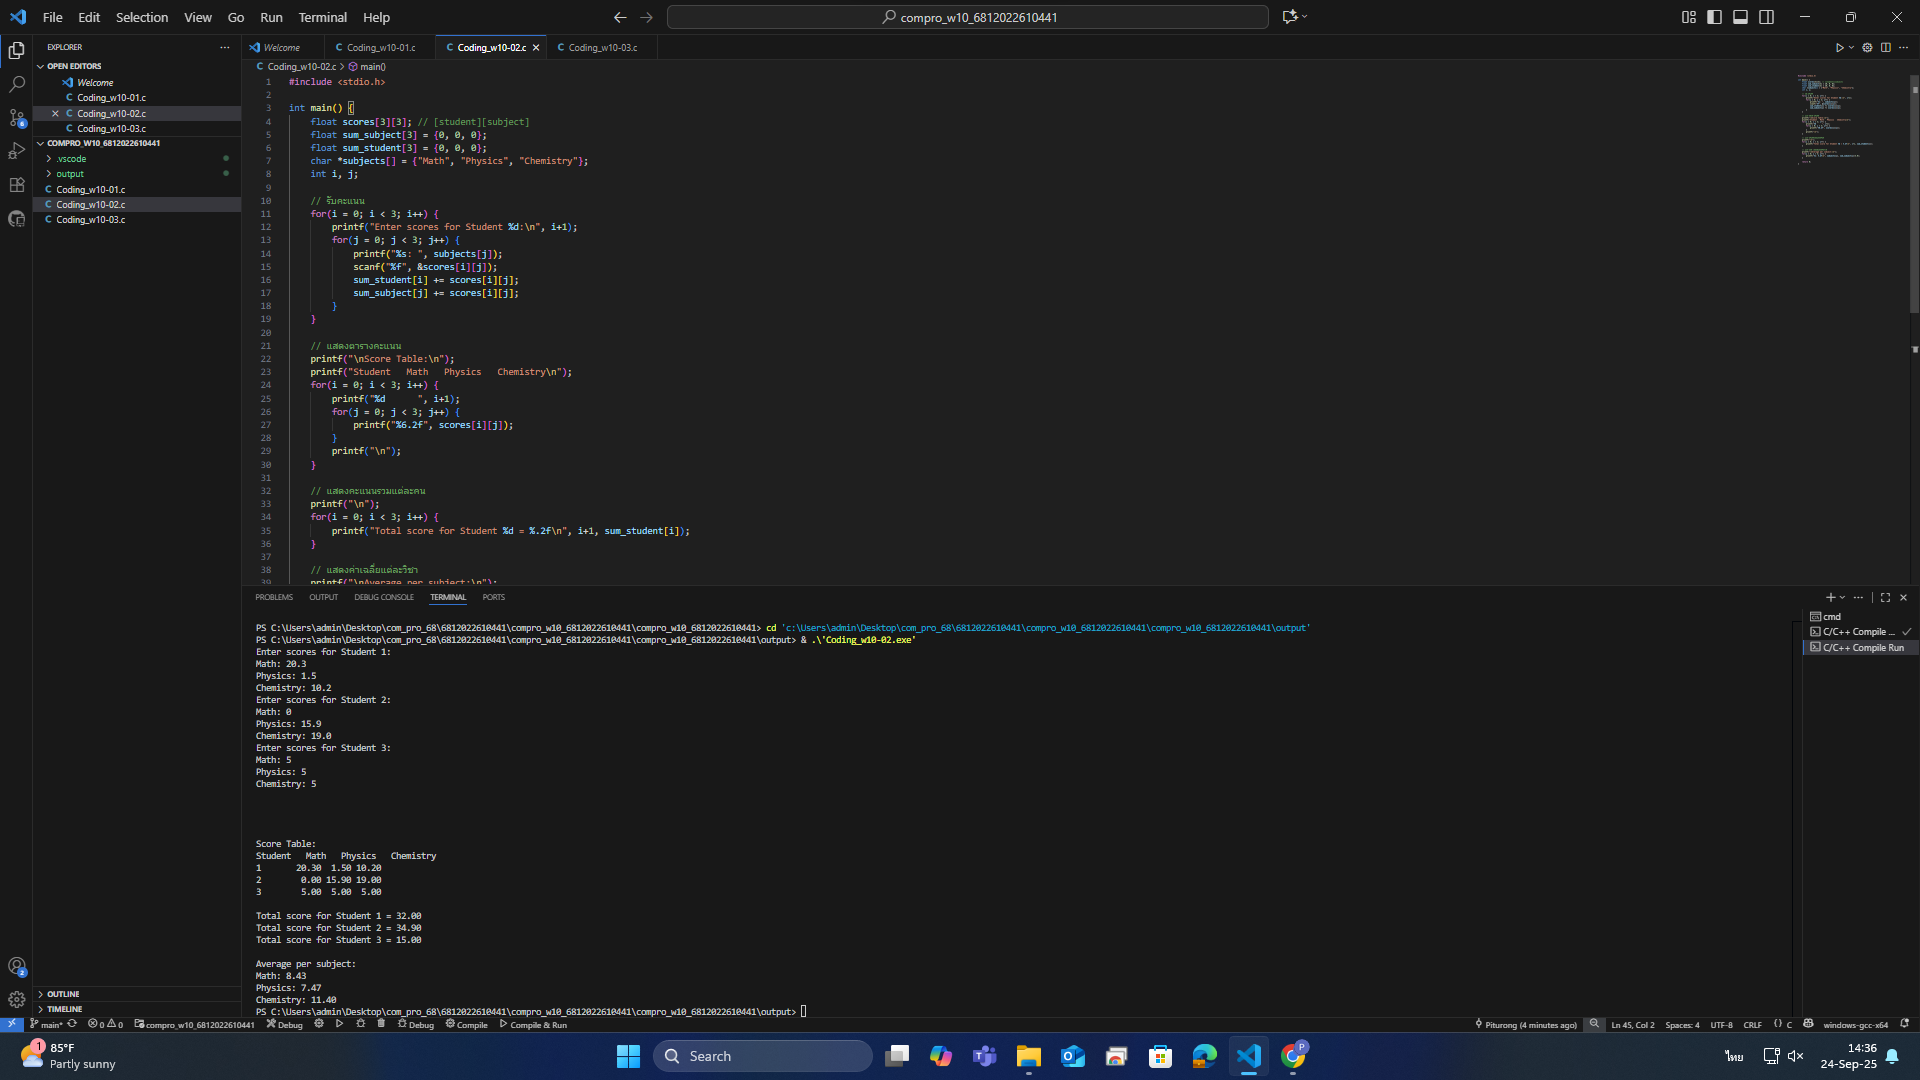 File Edit Selection View Go Run Terminal Help
compro_w10_6812022610441
EXPLORER
OPEN EDITORS
Welcome
Coding_w10-01.c
Coding_w10-02.c
Coding_w10-03.c
COMPRO_W10_6812022610441
.vscode
output
Coding_w10-01.c
Coding_w10-02.c
Coding_w10-03.c
OUTLINE
TIMELINE
Welcome Coding_w10-01.c Coding_w10-02.c Coding_w10-03.c
Coding_w10-02.c > main()
1 #include <stdio.h>
2
3 int main() {
4 float scores[3][3]; // [student][subject]
5 float sum_subject[3] = {0, 0, 0};
6 float sum_student[3] = {0, 0, 0};
7 char *subjects[] = {"Math", "Physics", "Chemistry"};
8 int i, j;
9
10 // รับคะแนน
11 for(i = 0; i < 3; i++) {
12 printf("Enter scores for Student %d:\n", i+1);
13 for(j = 0; j < 3; j++) {
14 printf("%s: ", subjects[j]);
15 scanf("%f", &scores[i][j]);
16 sum_student[i] += scores[i][j];
17 sum_subject[j] += scores[i][j];
18 }
19 }
20
21 // แสดงตารางคะแนน
22 printf("\nScore Table:\n");
23 printf("Student   Math   Physics   Chemistry\n");
24 for(i = 0; i < 3; i++) {
25 printf("%d      ", i+1);
26 for(j = 0; j < 3; j++) {
27 printf("%6.2f", scores[i][j]);
28 }
29 printf("\n");
30 }
31
32 // แสดงคะแนนรวมแต่ละคน
33 printf("\n");
34 for(i = 0; i < 3; i++) {
35 printf("Total score for Student %d = %.2f\n", i+1, sum_student[i]);
36 }
37
38 // แสดงค่าเฉลี่ยแต่ละวิชา
39 printf("\nAverage per subject:\n");
PROBLEMS OUTPUT DEBUG CONSOLE TERMINAL PORTS
PS C:\Users\admin\Desktop\com_pro_68\6812022610441\compro_w10_6812022610441\compro_w10_6812022610441> cd 'c:\Users\admin\Desktop\com_pro_68\6812022610441\compro_w10_6812022610441\compro_w10_6812022610441\output'
PS C:\Users\admin\Desktop\com_pro_68\6812022610441\compro_w10_6812022610441\compro_w10_6812022610441\output> & .\'Coding_w10-02.exe'
Enter scores for Student 1:
Math: 20.3
Physics: 1.5
Chemistry: 10.2
Enter scores for Student 2:
Math: 0
Physics: 15.9
Chemistry: 19.0
Enter scores for Student 3:
Math: 5
Physics: 5
Chemistry: 5
Score Table:
Student   Math   Physics   Chemistry
1       20.30  1.50 10.20
2        0.00 15.90 19.00
3        5.00  5.00  5.00
Total score for Student 1 = 32.00
Total score for Student 2 = 34.90
Total score for Student 3 = 15.00
Average per subject:
Math: 8.43
Physics: 7.47
Chemistry: 11.40
PS C:\Users\admin\Desktop\com_pro_68\6812022610441\compro_w10_6812022610441\compro_w10_6812022610441\output>
cmd
C/C++ Compile ...
C/C++ Compile Run
main* 0 0 compro_w10_6812022610441 Debug Debug Compile Compile & Run Piturong (4 minutes ago) Ln 45, Col 2 Spaces: 4 UTF-8 CRLF {} C windows-gcc-x64
1 85°F
Partly sunny
Search
ไทย
14:36
24-Sep-25